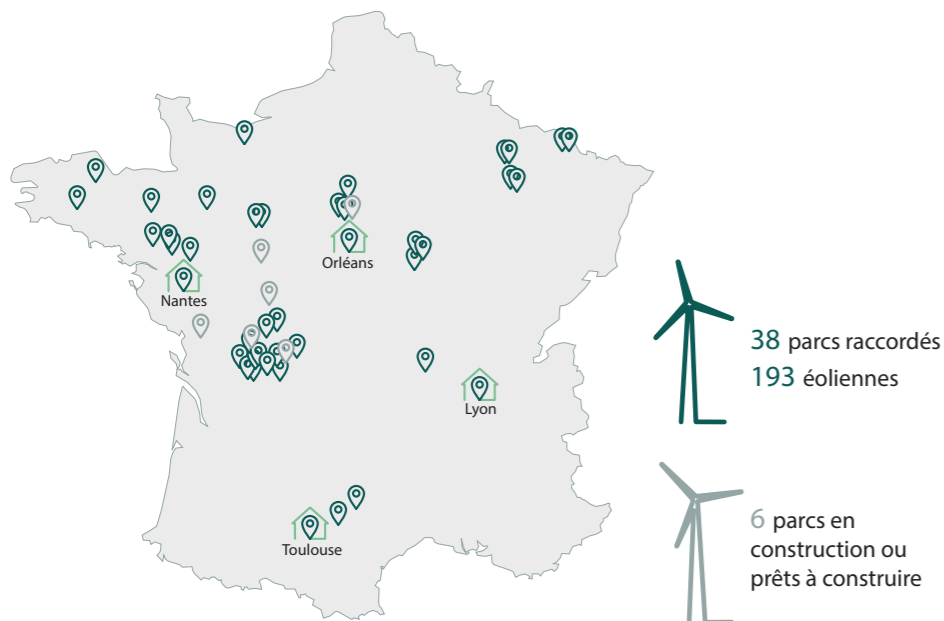 Orléans
Nantes
Lyon
Toulouse
38 parcs raccordés
193 éoliennes
6 parcs en
construction ou
prêts à construire